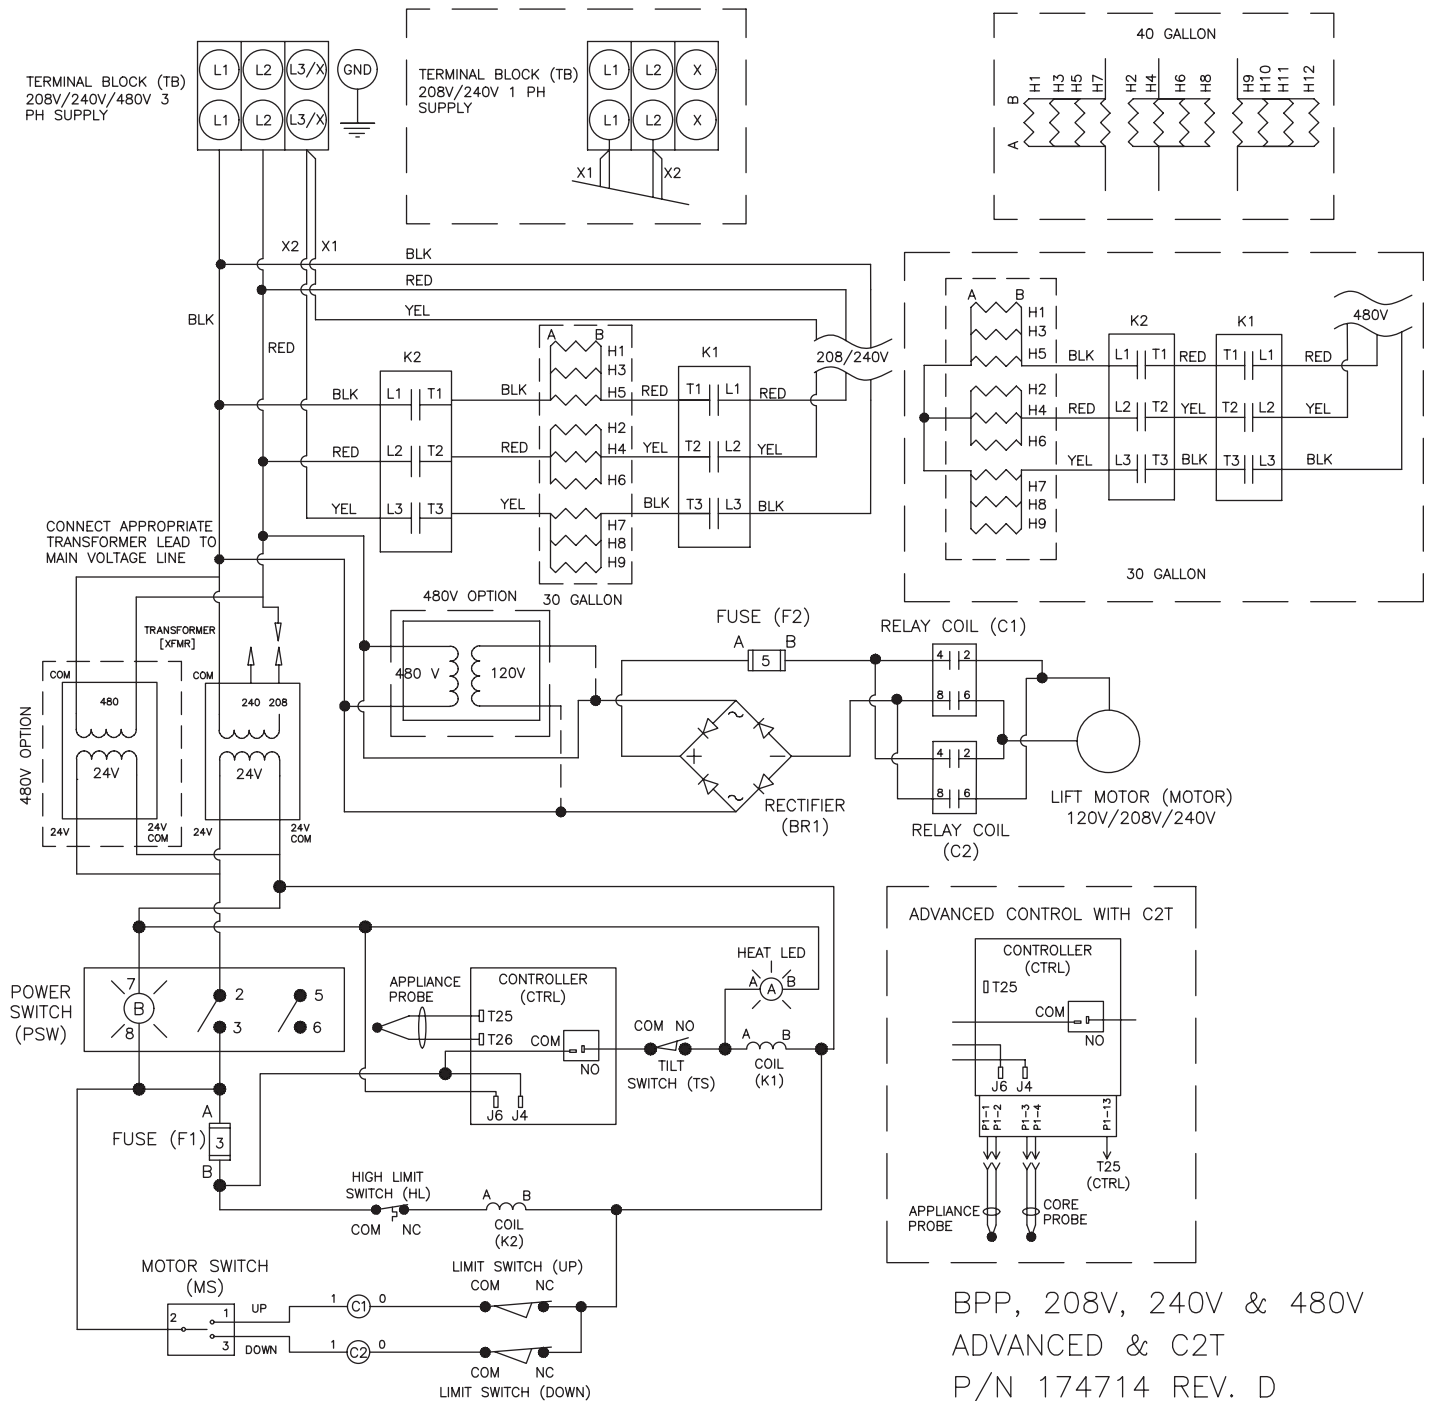 TERMINAL BLOCK (TB)
208V/240V/480V 3
PH SUPPLY
L1 L2 L3/X GND
L1 L2 L3/X
TERMINAL BLOCK (TB)
208V/240V 1 PH
SUPPLY
L1 L2 X
L1 L2 X
X1 X2
40 GALLON
H1 H3 H5 H7 H2 H4 H6 H8 H9 H10 H11 H12
B
A
X2 X1
BLK
RED
YEL
BLK
RED
208/240V
K2
A B
K1
H1
H3
BLK L1 T1 BLK H5 RED T1 L1 RED
H2
RED L2 T2 RED H4 YEL T2 L2 YEL
H6
YEL L3 T3 YEL BLK T3 L3 BLK
H7
H8
H9
30 GALLON
A B
480V
K2 K1
H1
H3
H5 BLK L1 T1 RED T1 L1 RED
H2
H4 RED L2 T2 YEL T2 L2 YEL
H6
YEL L3 T3 BLK T3 L3 BLK
H7
H8
H9
30 GALLON
CONNECT APPROPRIATE
TRANSFORMER LEAD TO
MAIN VOLTAGE LINE
TRANSFORMER
[XFMR]
480V OPTION
COM
480
24V
24V
24V
COM
COM
240 208
24V
24V
24V
COM
480V OPTION
480 V 120V
FUSE (F2)
A B
5
RECTIFIER
(BR1)
RELAY COIL (C1)
4 2
8 6
4 2
8 6
RELAY COIL
(C2)
LIFT MOTOR (MOTOR)
120V/208V/240V
POWER
SWITCH
(PSW)
7
B
8
2
3
5
6
APPLIANCE
PROBE
CONTROLLER
(CTRL)
T25
T26
COM
NO
J6 J4
COM NO
TILT
SWITCH (TS)
HEAT LED
A A B
A B
COIL
(K1)
A
FUSE (F1)
3
B
HIGH LIMIT
SWITCH (HL)
COM NC
A B
COIL
(K2)
MOTOR SWITCH
(MS)
2
1
3
UP
DOWN
1 C1 0
1 C2 0
LIMIT SWITCH (UP)
COM NC
COM NC
LIMIT SWITCH (DOWN)
ADVANCED CONTROL WITH C2T
CONTROLLER
(CTRL)
T25
COM
NO
J6 J4
P1-1
P1-2
P1-3
P1-4
P1-13
T25
(CTRL)
APPLIANCE
PROBE
CORE
PROBE
BPP, 208V, 240V & 480V
ADVANCED & C2T
P/N 174714 REV. D